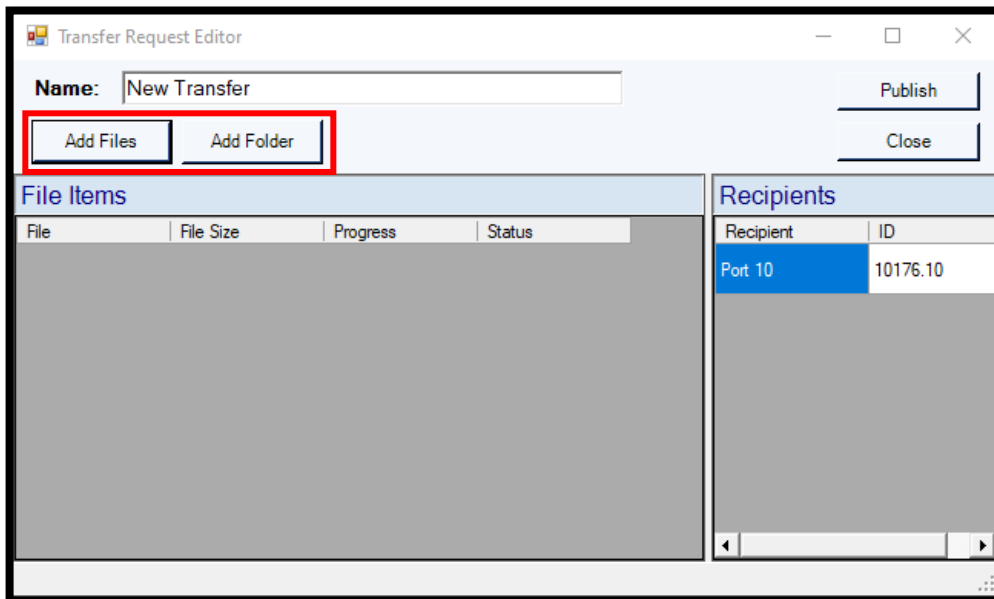 Transfer Request Editor
Name: New Transfer
Publish
Add Files Add Folder
Close
File Items
File File Size Progress Status
Recipients
Recipient ID
Port 10 10176.10